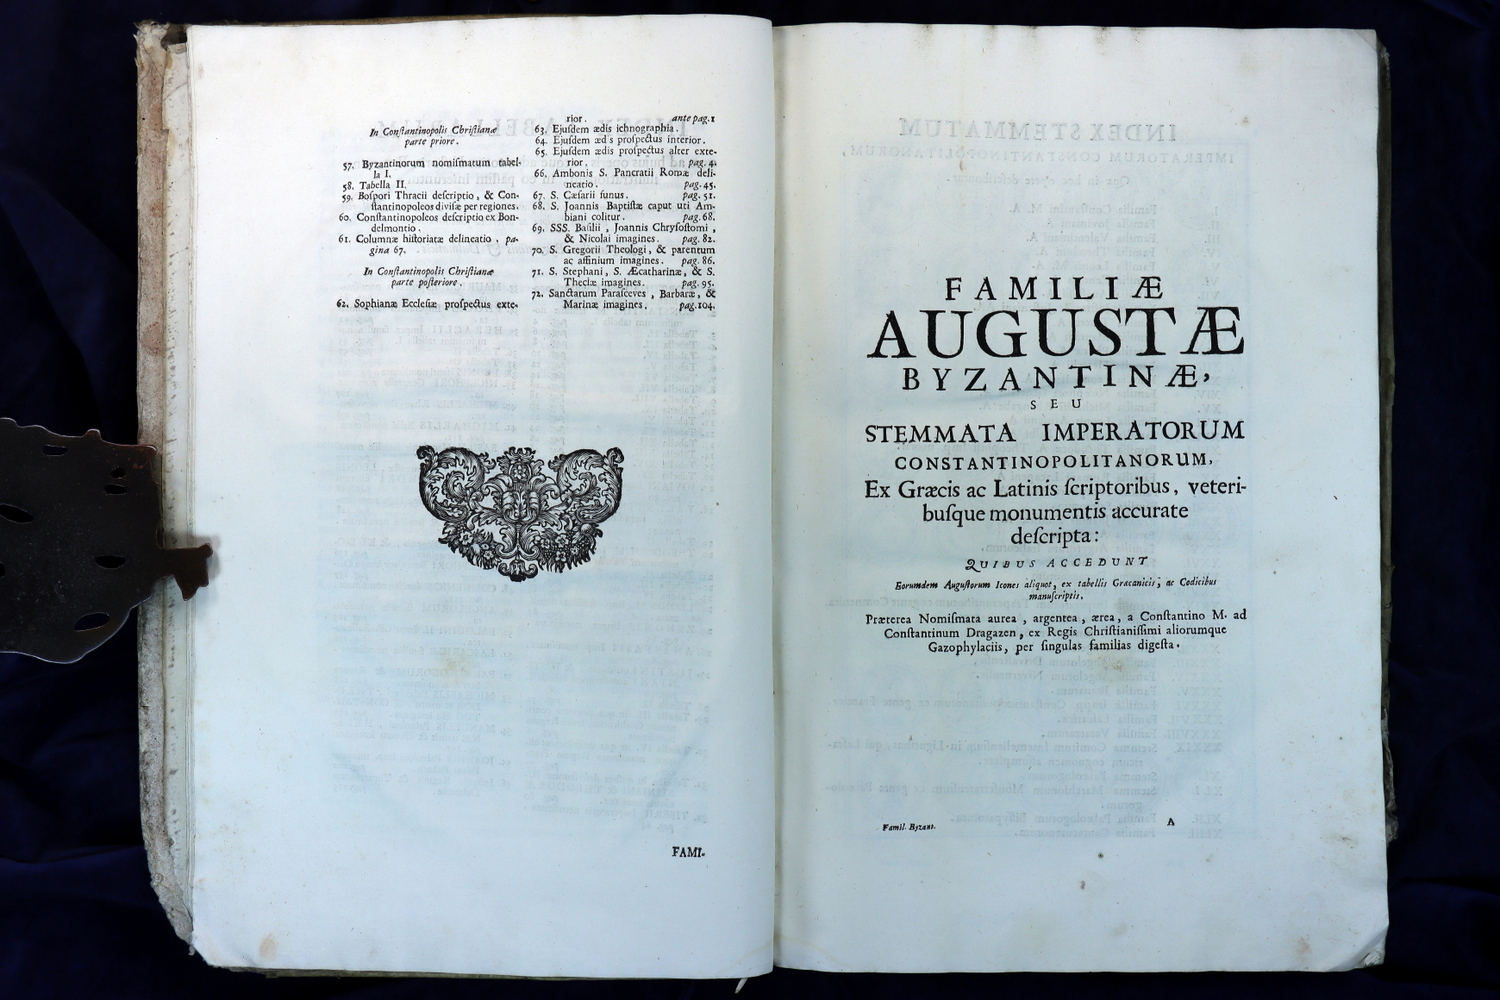 In Conſtantinopolis Chriſtianæ
parte priore.
57. Byzantinorum nomiſmatum tabel-
la I.
58. Tabella II.
59. Boſpori Thracii deſcriptio, & Con-
ſtantinopoleos diviſæ per regiones.
60. Conſtantinopoleos deſcriptio ex Bon-
delmontio.
61. Columnæ hiſtoriatæ delineatio. pa-
gina 67.
In Conſtantinopolis Chriſtianæ
parte poſteriore.
62. Sophianæ Eccleſiæ proſpectus exte-
rior. ante pag. 1
63. Ejuſdem ædis ichnographia.
64. Ejuſdem æd s proſpectus interior.
65. Ejuſdem ædis proſpectus alter exte-
rior. pag. 4.
66. Ambonis S. Pancratii Romæ deli-
neatio. pag. 45.
67. S. Cæſarii funus. pag. 51.
68. S. Joannis Baptiſtæ caput uti Am-
biani colitur. pag. 68.
69. SSS. Baſilii, Joannis Chryſoſtomi,
& Nicolai imagines. pag. 82.
70. S. Gregorii Theologi, & parentum
ac affinium imagines. pag. 86.
71. S. Stephani, S. Æcatharinæ, & S.
Theclæ imagines. pag. 95.
72. Sanctarum Paraſceves, Barbaræ, &
Marinæ imagines. pag. 104.
FAMI-
FAMILIÆ
AUGUSTÆ
BYZANTINÆ,
SEU
STEMMATA IMPERATORUM
CONSTANTINOPOLITANORUM,
Ex Græcis ac Latinis ſcriptoribus, veteri-
buſque monumentis accurate
deſcripta:
QUIBUS ACCEDUNT
Eorumdem Auguſtorum Icones aliquot, ex tabellis Græcanicis, ac Codicibus
manuſcriptis.
Præterea Nomiſmata aurea, argentea, ærea, a Conſtantino M. ad
Conſtantinum Dragazen, ex Regis Chriſtianiſſimi aliorumque
Gazophylaciis, per ſingulas familias digeſta.
Famil. Byzant. A